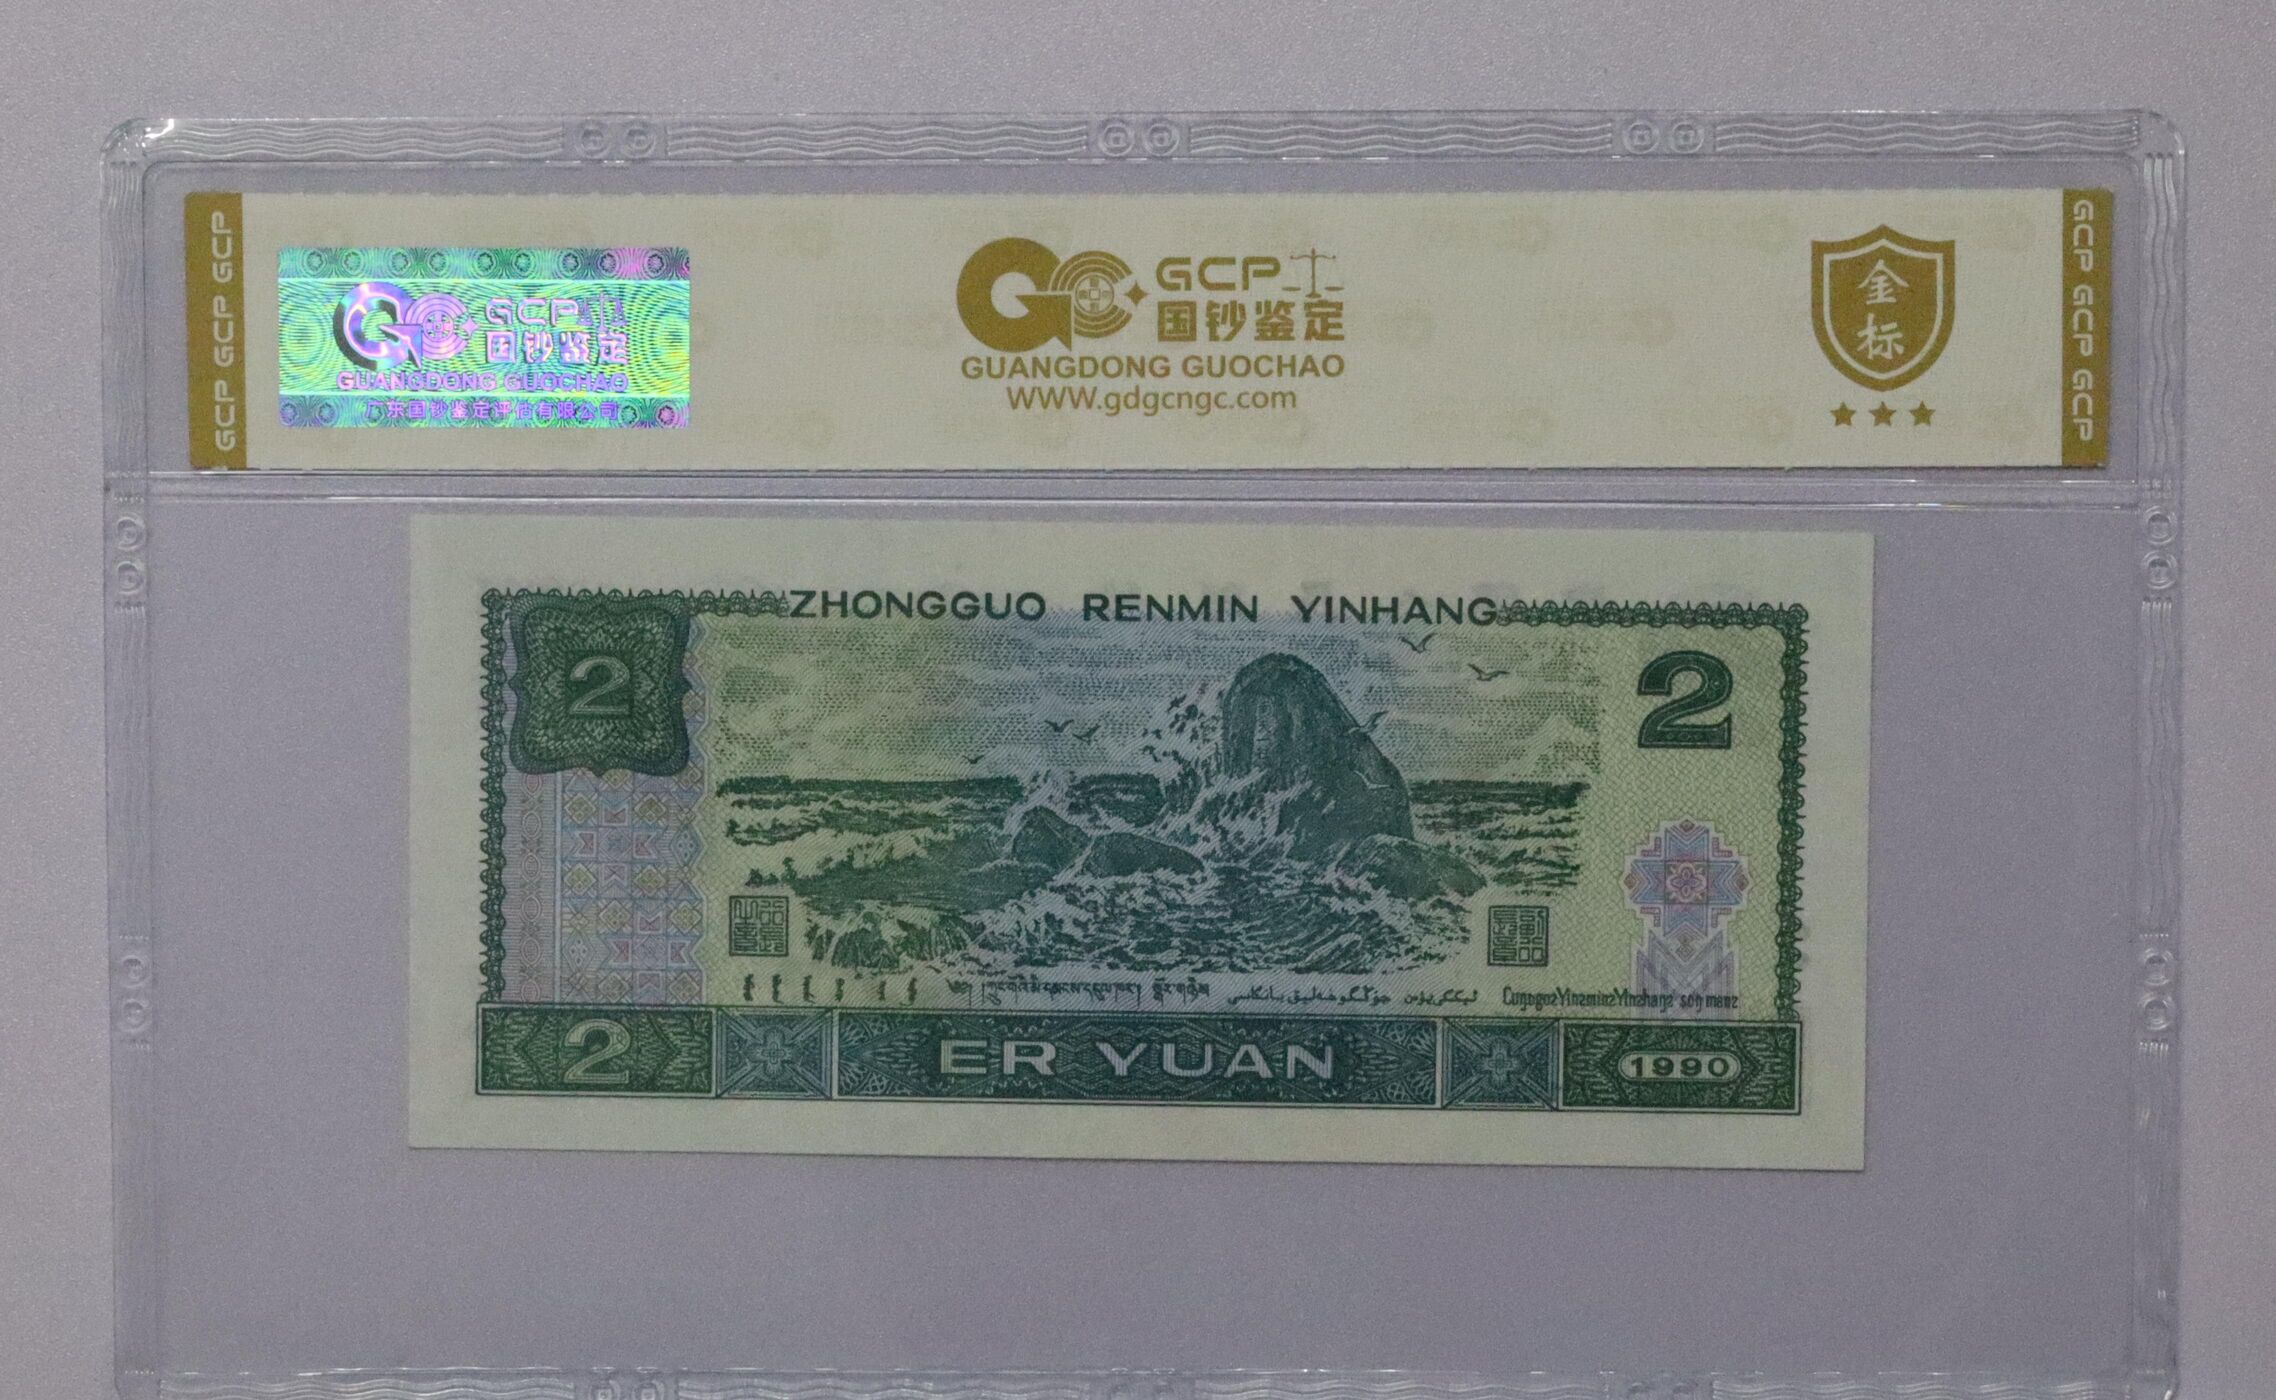 GCP GCP GCP
GCP
国钞鉴定
GUANGDONG GUOCHAO
广东国钞鉴定评估有限公司
GCP
国钞鉴定
GUANGDONG GUOCHAO
WWW.gdgcngc.com
金
标
GCP GCP GCP
ZHONGGUO RENMIN YINHANG
2
2
2
ER YUAN
1990